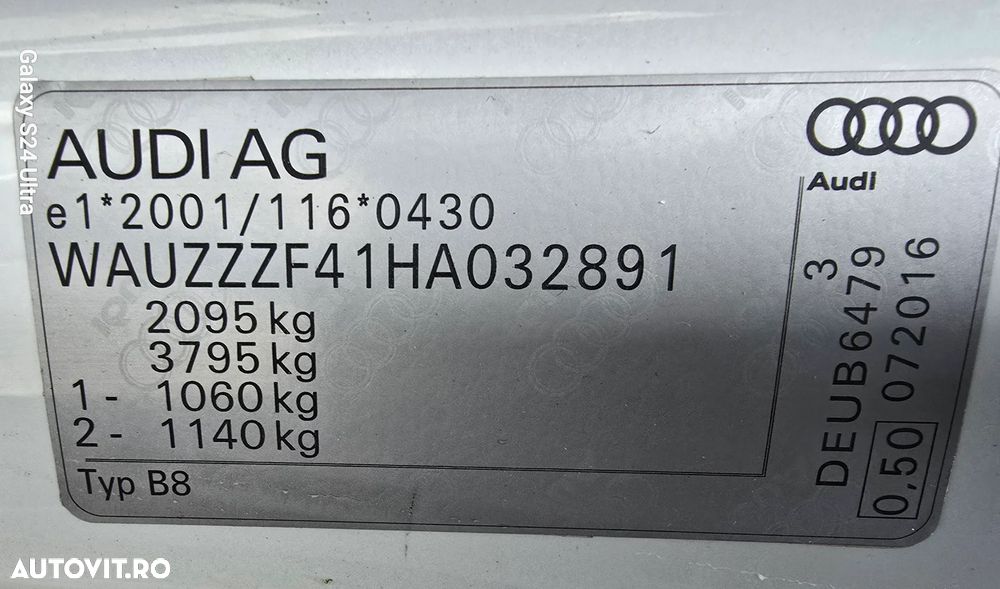 AUDI AG
e1*2001/116*0430
WAUZZZF41HA032891
2095 kg
3795 kg
1- 1060 kg
2- 1140 kg
Typ B8
Audi
3
DEUB6479
0,50 072016
Galaxy S24 Ultra
AUTOVIT.RO